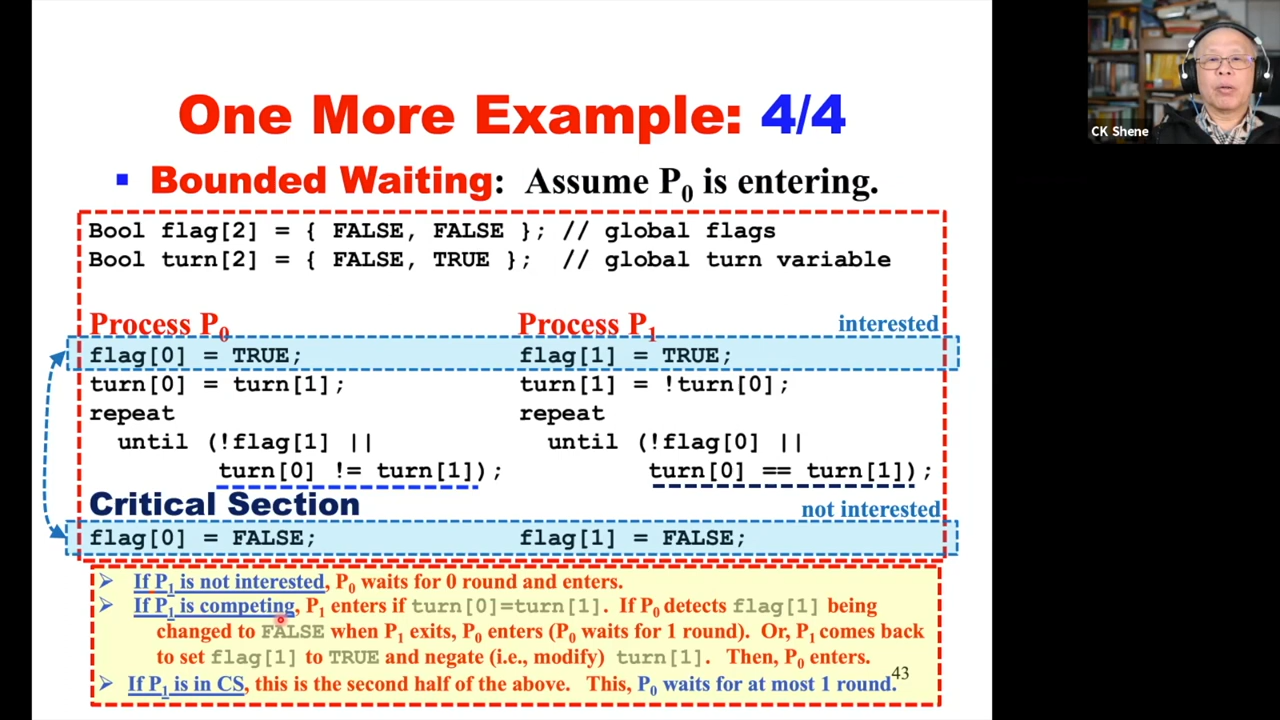 One More Example: 4/4
CK Shene
▪ Bounded Waiting: Assume P0 is entering.
Bool flag[2] = { FALSE, FALSE }; // global flags
Bool turn[2] = { FALSE, TRUE }; // global turn variable
Process P0 Process P1 interested
flag[0] = TRUE; flag[1] = TRUE;
turn[0] = turn[1]; turn[1] = !turn[0];
repeat repeat
until (!flag[1] || until (!flag[0] ||
turn[0] != turn[1]); turn[0] == turn[1]);
Critical Section not interested
flag[0] = FALSE; flag[1] = FALSE;
➢ If P1 is not interested, P0 waits for 0 round and enters.
➢ If P1 is competing, P1 enters if turn[0]=turn[1]. If P0 detects flag[1] being
changed to FALSE when P1 exits, P0 enters (P0 waits for 1 round). Or, P1 comes back
to set flag[1] to TRUE and negate (i.e., modify) turn[1]. Then, P0 enters.
➢ If P1 is in CS, this is the second half of the above. This, P0 waits for at most 1 round.
43